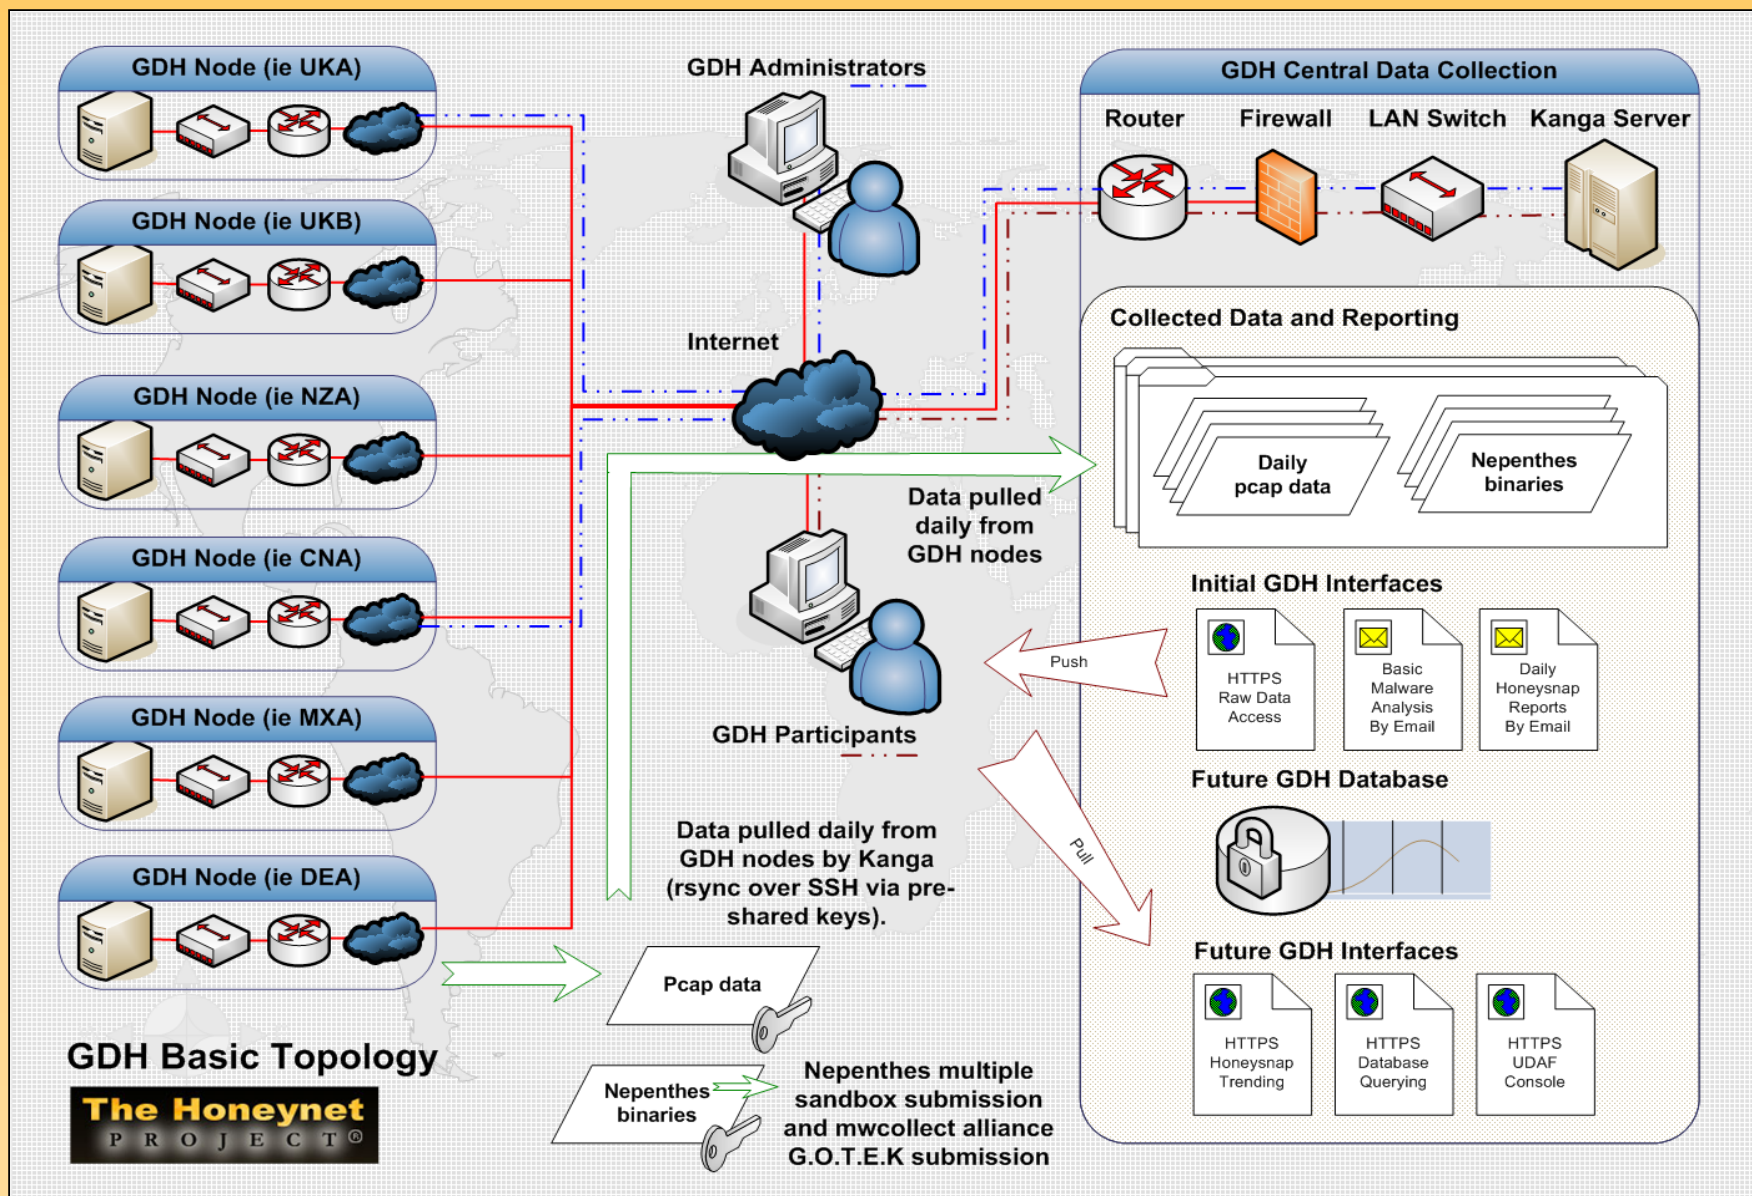 GDH Node (ie UKA)
GDH Node (ie UKB)
GDH Node (ie NZA)
GDH Node (ie CNA)
GDH Node (ie MXA)
GDH Node (ie DEA)
GDH Basic Topology
The Honeynet
PROJECT®
GDH Administrators
Internet
Data pulled
daily from
GDH nodes
GDH Participants
Data pulled daily from
GDH nodes by Kanga
(rsync over SSH via pre-
shared keys).
Pcap data
Nepenthes
binaries
Nepenthes multiple
sandbox submission
and mwcollect alliance
G.O.T.E.K submission
Push
Pull
GDH Central Data Collection
Router
Firewall
LAN Switch
Kanga Server
Collected Data and Reporting
Daily
pcap data
Nepenthes
binaries
Initial GDH Interfaces
HTTPS
Raw Data
Access
Basic
Malware
Analysis
By Email
Daily
Honeysnap
Reports
By Email
Future GDH Database
Future GDH Interfaces
HTTPS
Honeysnap
Trending
HTTPS
Database
Querying
HTTPS
UDAF
Console